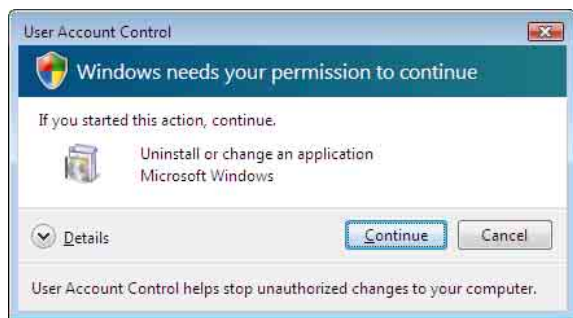 User Account Control
Windows needs your permission to continue
If you started this action, continue.
Uninstall or change an application
Microsoft Windows
Details
Continue
Cancel
User Account Control helps stop unauthorized changes to your computer.